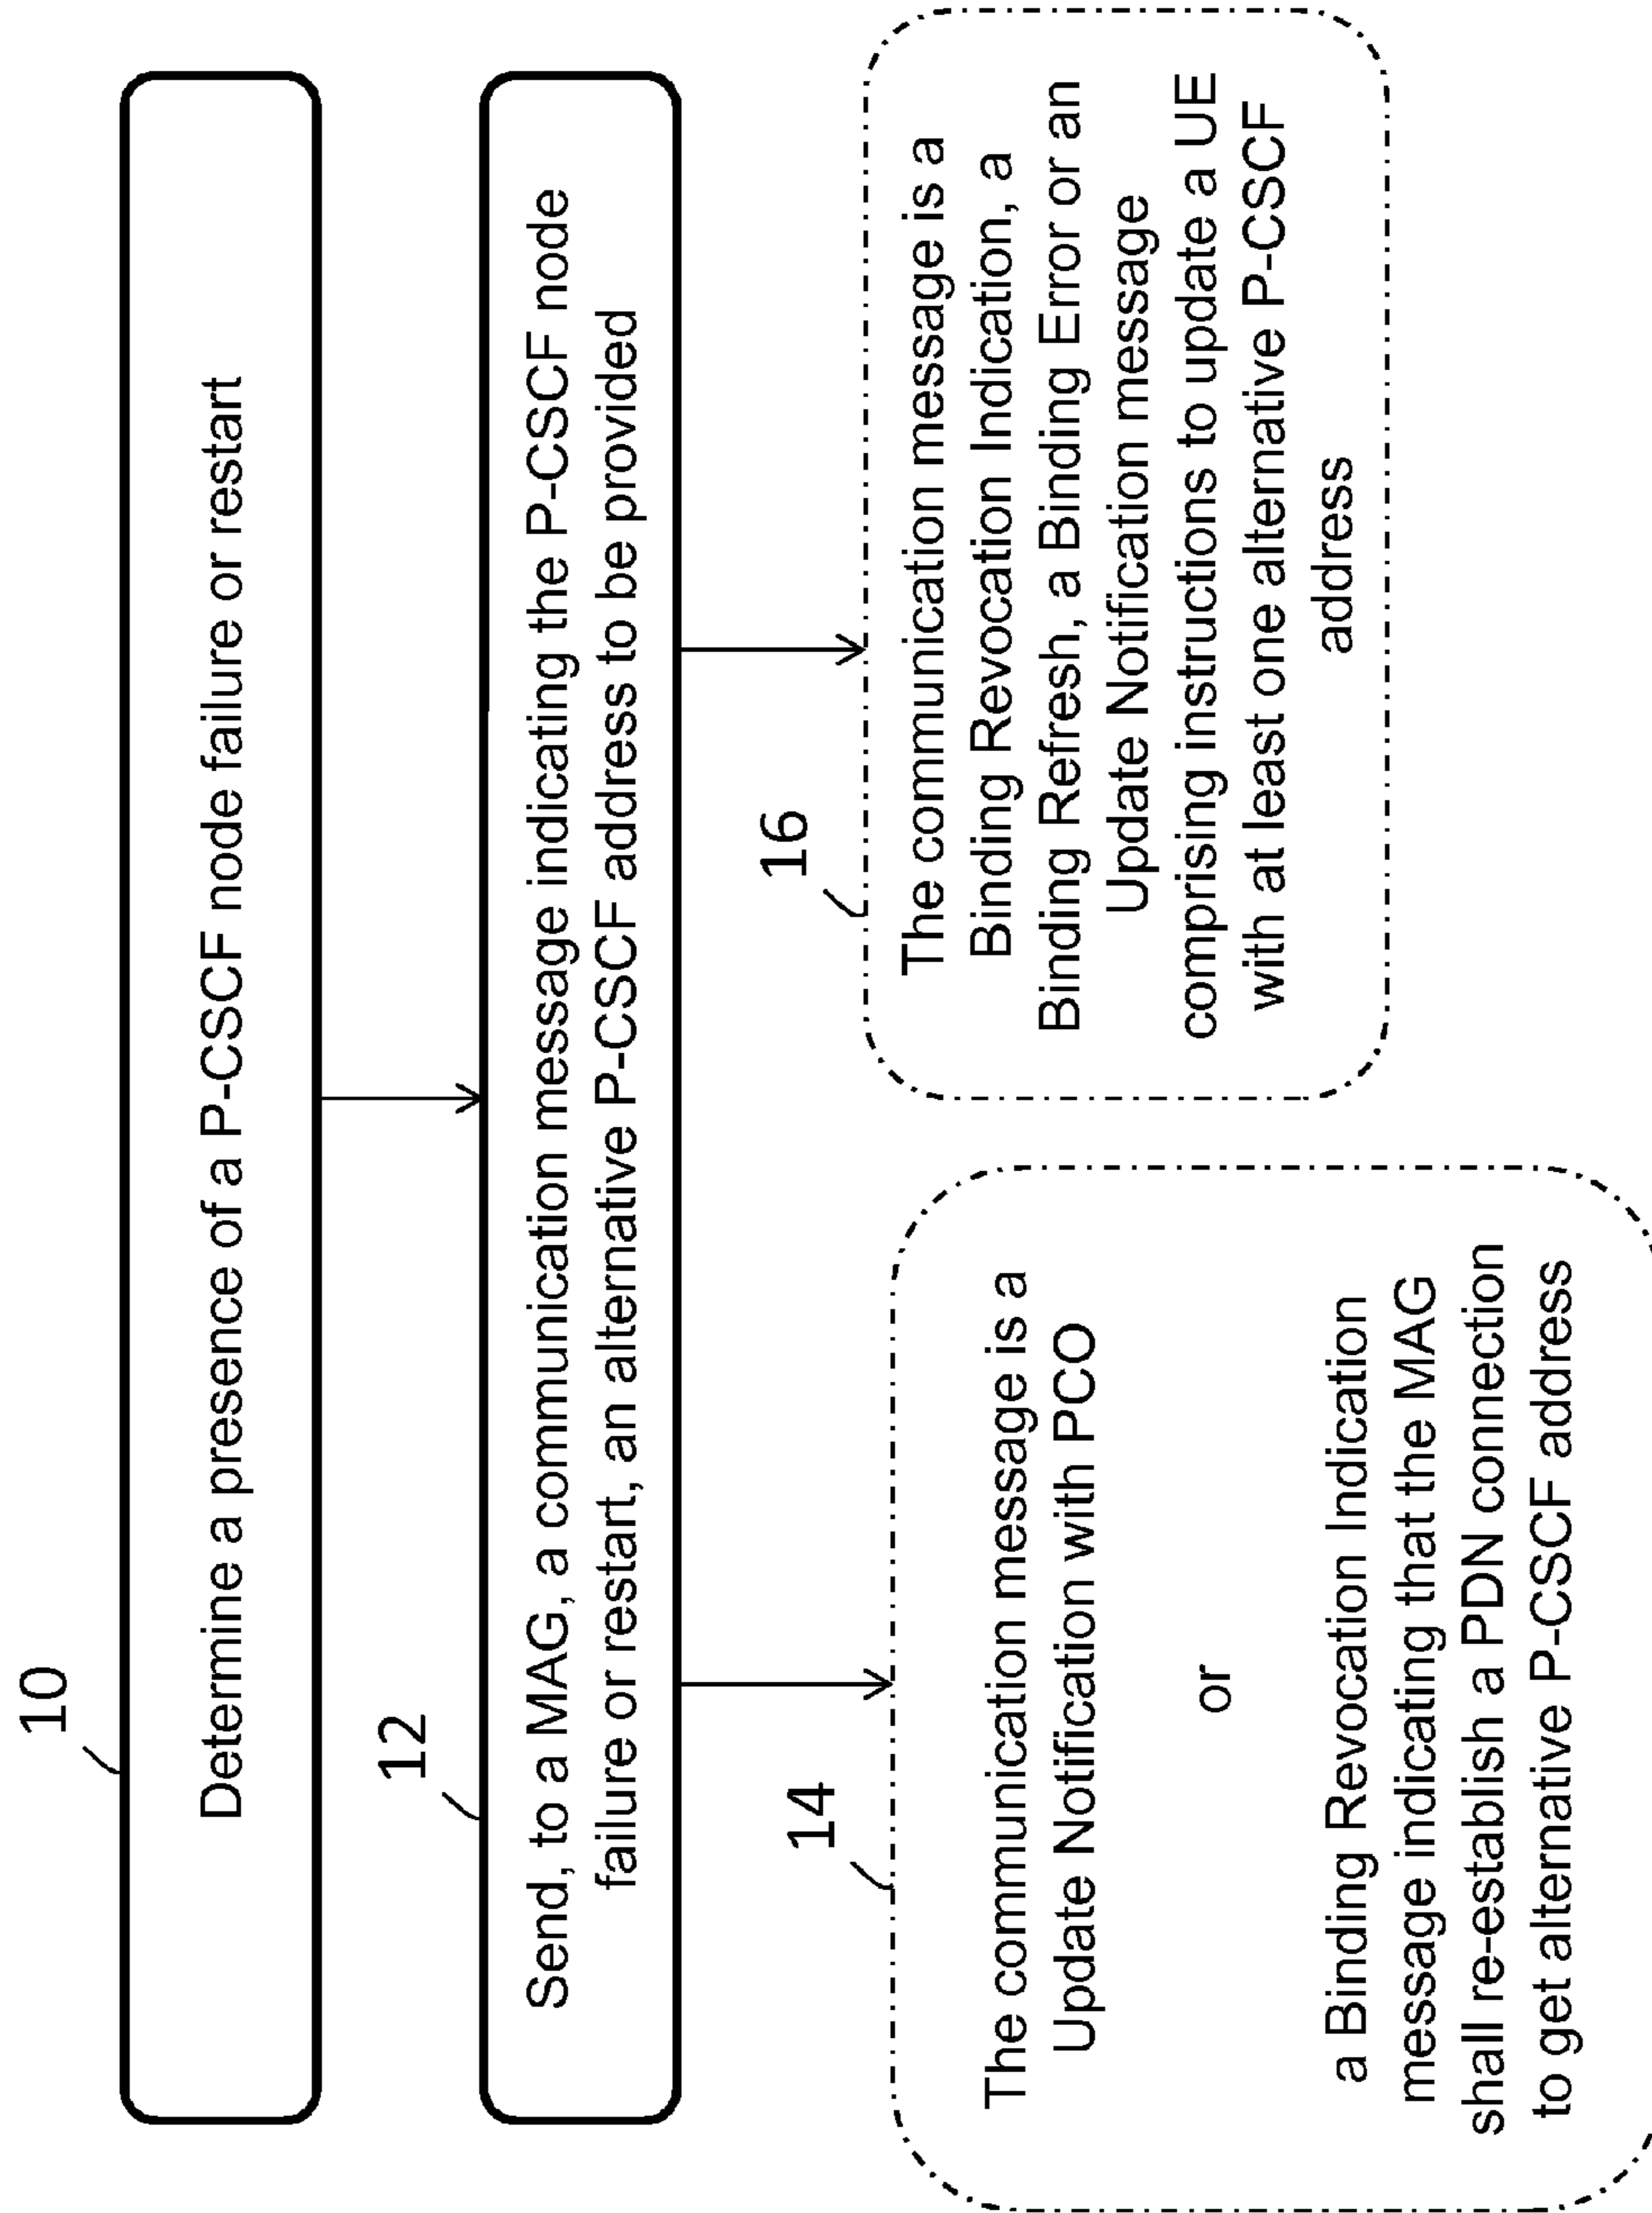 10
Determine a presence of a P-CSCF node failure or restart
12
Send, to a MAG, a communication message indicating the P-CSCF node
failure or restart, an alternative P-CSCF address to be provided
14
The communication message is a
Update Notification with PCO
or
a Binding Revocation Indication
message indicating that the MAG
shall re-establish a PDN connection
to get alternative P-CSCF address
16
The communication message is a
Binding Revocation Indication, a
Binding Refresh, a Binding Error or an
Update Notification message
comprising instructions to update a UE
with at least one alternative P-CSCF
address